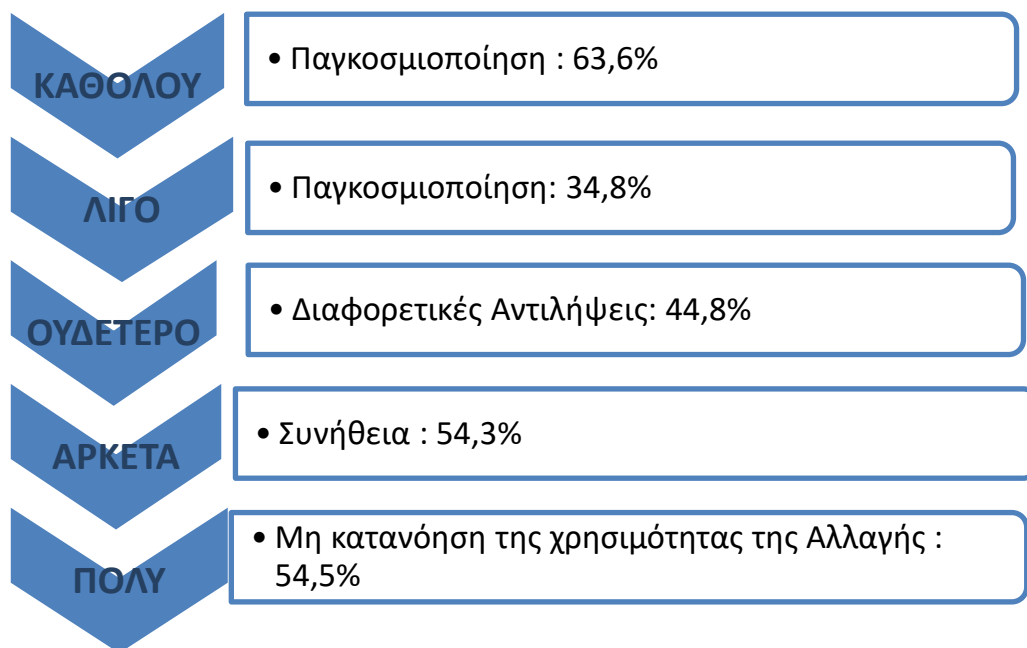 ΚΑΘΟΛΟΥ
• Παγκοσμιοποίηση : 63,6%
ΛΙΓΟ
• Παγκοσμιοποίηση: 34,8%
ΟΥΔΕΤΕΡΟ
• Διαφορετικές Αντιλήψεις: 44,8%
ΑΡΚΕΤΑ
• Συνήθεια : 54,3%
ΠΟΛΥ
• Μη κατανόηση της χρησιμότητας της Αλλαγής :
54,5%